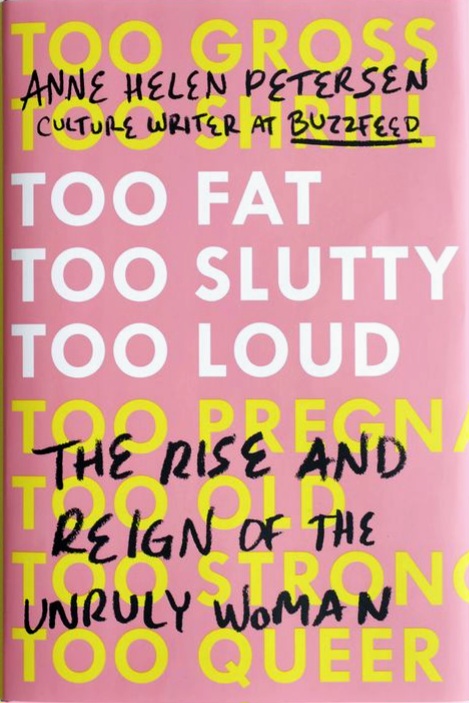 TOO GROSS
ANNE HELEN PETERSEN
TOO SHRILL
CULTURE WRITER AT BUZZFEED
TOO FAT
TOO SLUTTY
TOO LOUD
TOO PREGNA
THE RISE AND
TOO OLD
REIGN OF THE
TOO STRONG
UNRULY WOMAN
TOO QUEER